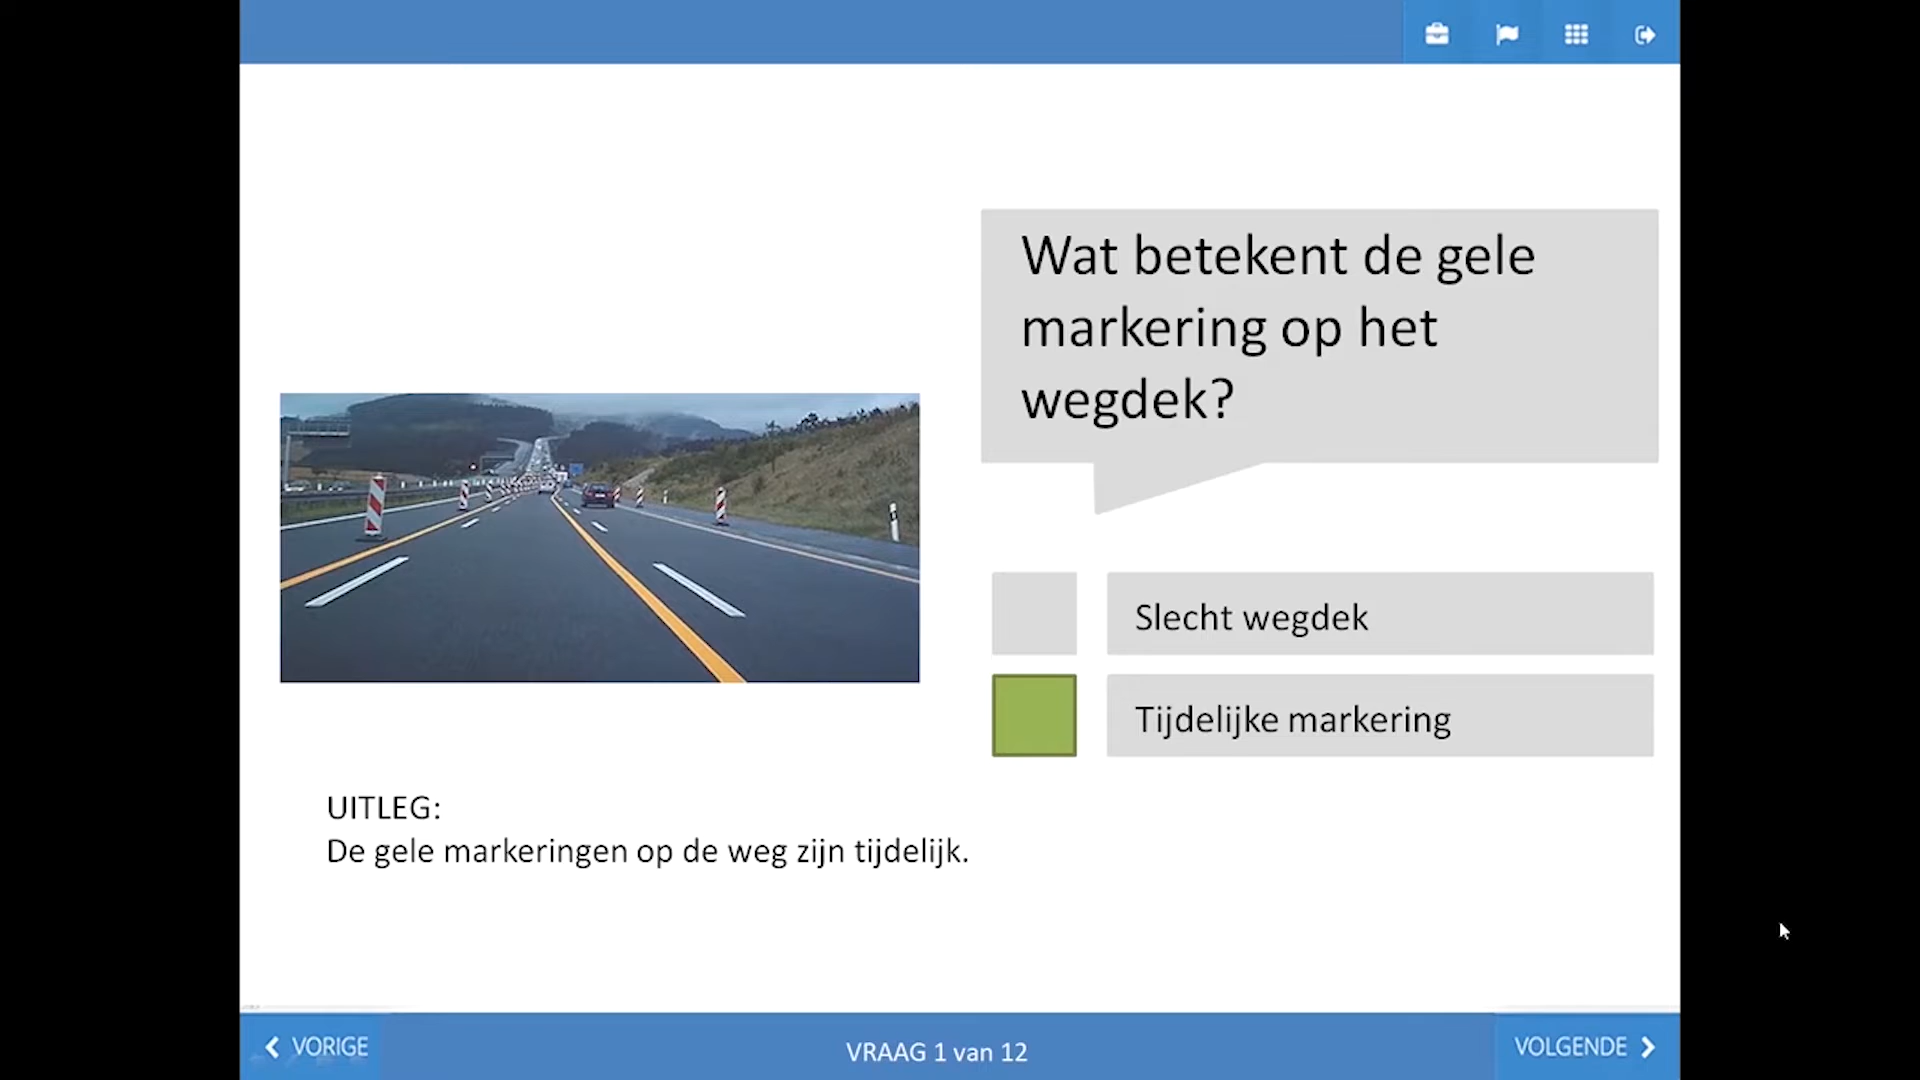 Wat betekent de gele
markering op het
wegdek?
Slecht wegdek
Tijdelijke markering
UITLEG:
De gele markeringen op de weg zijn tijdelijk.
VORIGE
VRAAG 1 van 12
VOLGENDE